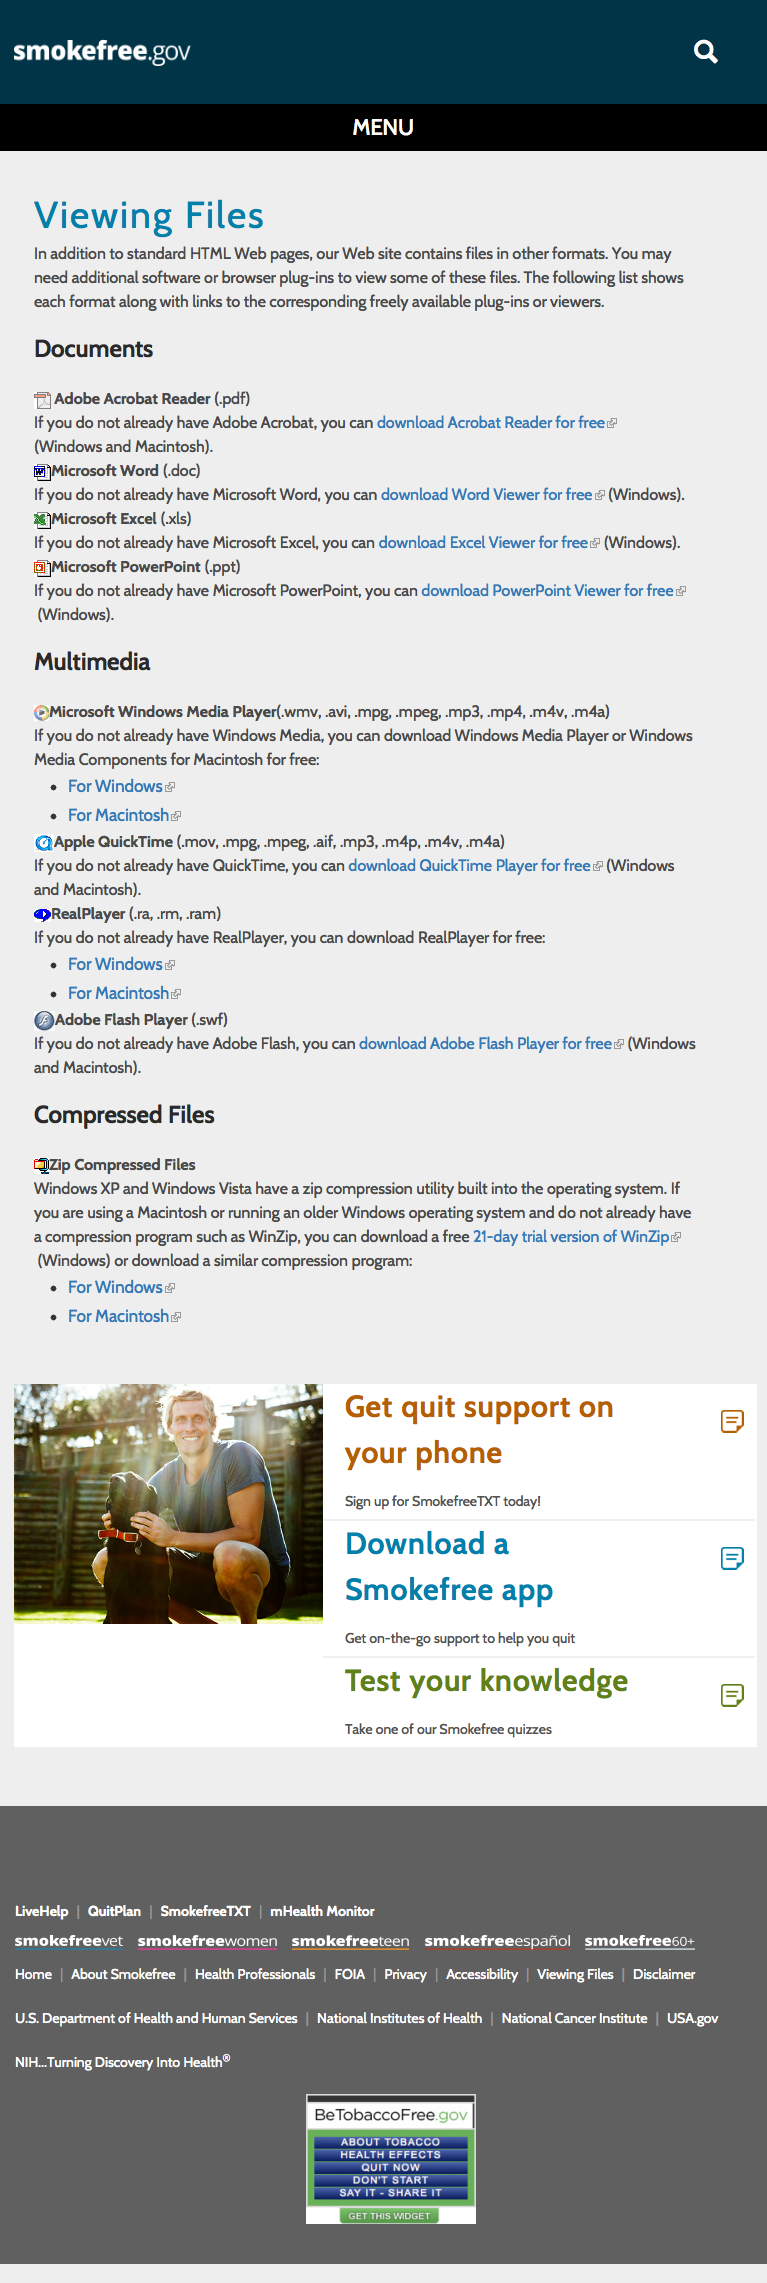 smokefree.gov
MENU
Viewing Files
In addition to standard HTML Web pages, our Web site contains files in other formats. You may
need additional software or browser plug-ins to view some of these files. The following list shows
each format along with links to the corresponding freely available plug-ins or viewers.
Documents
Adobe Acrobat Reader (.pdf)
If you do not already have Adobe Acrobat, you can download Acrobat Reader for free
(Windows and Macintosh).
Microsoft Word (.doc)
If you do not already have Microsoft Word, you can download Word Viewer for free (Windows).
Microsoft Excel (.xls)
If you do not already have Microsoft Excel, you can download Excel Viewer for free (Windows).
Microsoft PowerPoint (.ppt)
If you do not already have Microsoft PowerPoint, you can download PowerPoint Viewer for free
(Windows).
Multimedia
Microsoft Windows Media Player(.wmv, .avi, .mpg, .mpeg, .mp3, .mp4, .m4v, .m4a)
If you do not already have Windows Media, you can download Windows Media Player or Windows
Media Components for Macintosh for free:
• For Windows
• For Macintosh
Apple QuickTime (.mov, .mpg, .mpeg, .aif, .mp3, .m4p, .m4v, .m4a)
If you do not already have QuickTime, you can download QuickTime Player for free (Windows
and Macintosh).
RealPlayer (.ra, .rm, .ram)
If you do not already have RealPlayer, you can download RealPlayer for free:
• For Windows
• For Macintosh
Adobe Flash Player (.swf)
If you do not already have Adobe Flash, you can download Adobe Flash Player for free (Windows
and Macintosh).
Compressed Files
Zip Compressed Files
Windows XP and Windows Vista have a zip compression utility built into the operating system. If
you are using a Macintosh or running an older Windows operating system and do not already have
a compression program such as WinZip, you can download a free 21-day trial version of WinZip
(Windows) or download a similar compression program:
• For Windows
• For Macintosh
Get quit support on
your phone
Sign up for SmokefreeTXT today!
Download a
Smokefree app
Get on-the-go support to help you quit
Test your knowledge
Take one of our Smokefree quizzes
LiveHelp | QuitPlan | SmokefreeTXT | mHealth Monitor
smokefreevet smokefreewomen smokefreeteen smokefreeespañol smokefree60+
Home | About Smokefree | Health Professionals | FOIA | Privacy | Accessibility | Viewing Files | Disclaimer
U.S. Department of Health and Human Services | National Institutes of Health | National Cancer Institute | USA.gov
NIH...Turning Discovery Into Health®
BeTobaccoFree.gov
ABOUT TOBACCO
HEALTH EFFECTS
QUIT NOW
DON'T START
SAY IT - SHARE IT
GET THIS WIDGET